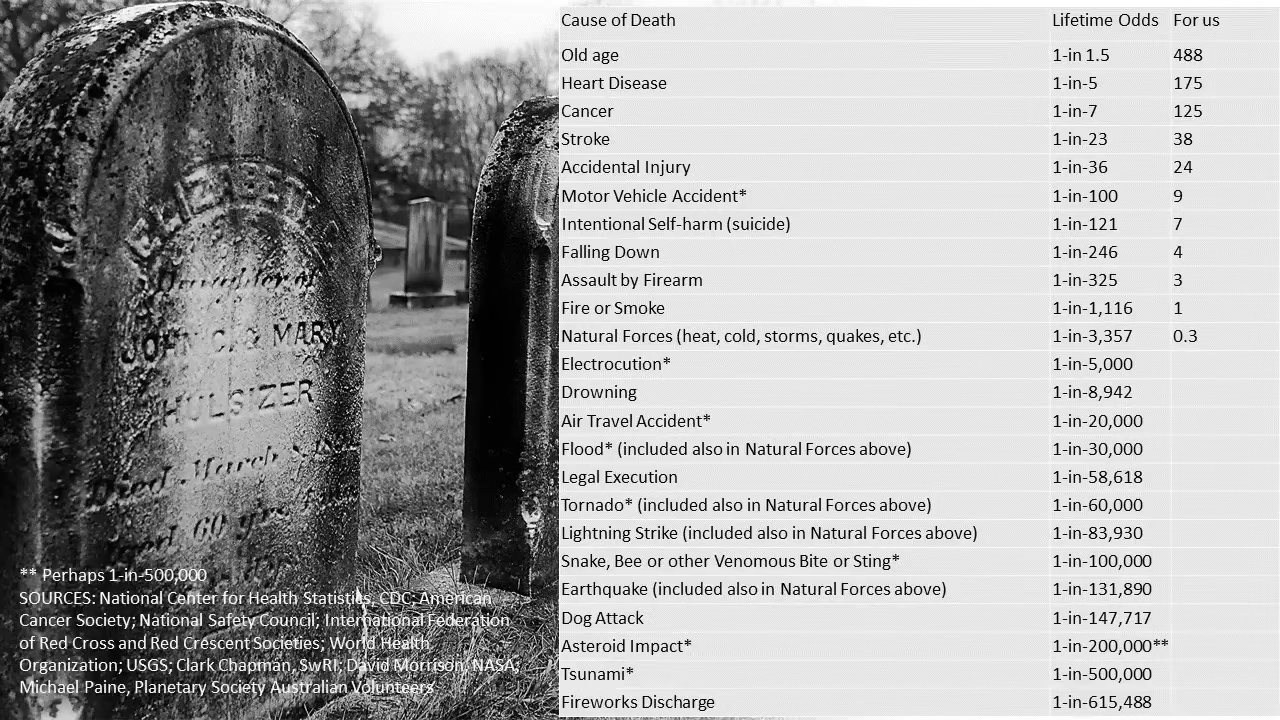 JOHN C. & MARY
HULSIZER
Died March
60
** Perhaps 1-in-500,000
SOURCES: National Center for Health Statistics, CDC; American
Cancer Society; National Safety Council; International Federation
of Red Cross and Red Crescent Societies; World Health
Organization; USGS; Clark Chapman, SwRI; David Morrison, NASA;
Michael Paine, Planetary Society Australian Volunteers
Cause of Death Lifetime Odds For us
Old age 1-in 1.5 488
Heart Disease 1-in-5 175
Cancer 1-in-7 125
Stroke 1-in-23 38
Accidental Injury 1-in-36 24
Motor Vehicle Accident* 1-in-100 9
Intentional Self-harm (suicide) 1-in-121 7
Falling Down 1-in-246 4
Assault by Firearm 1-in-325 3
Fire or Smoke 1-in-1,116 1
Natural Forces (heat, cold, storms, quakes, etc.) 1-in-3,357 0.3
Electrocution* 1-in-5,000
Drowning 1-in-8,942
Air Travel Accident* 1-in-20,000
Flood* (included also in Natural Forces above) 1-in-30,000
Legal Execution 1-in-58,618
Tornado* (included also in Natural Forces above) 1-in-60,000
Lightning Strike (included also in Natural Forces above) 1-in-83,930
Snake, Bee or other Venomous Bite or Sting* 1-in-100,000
Earthquake (included also in Natural Forces above) 1-in-131,890
Dog Attack 1-in-147,717
Asteroid Impact* 1-in-200,000**
Tsunami* 1-in-500,000
Fireworks Discharge 1-in-615,488